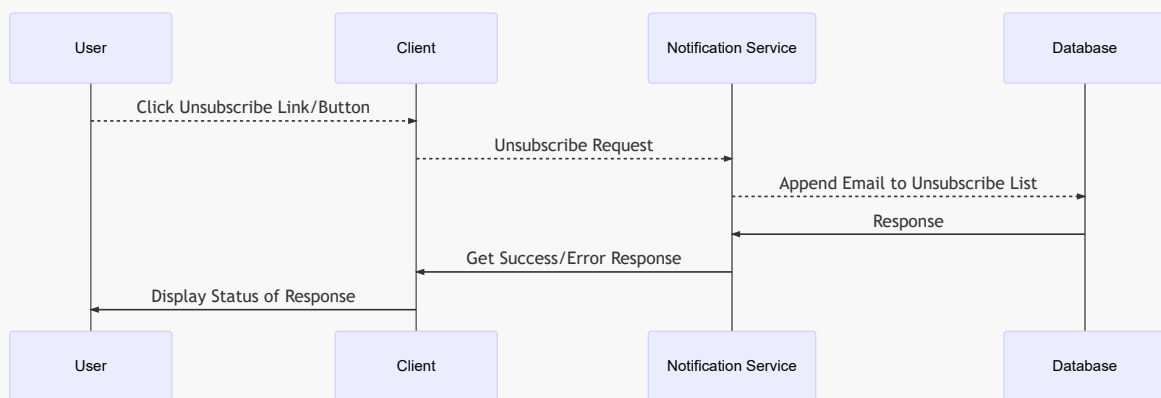 User
Client
Notification Service
Database
Click Unsubscribe Link/Button
Unsubscribe Request
Append Email to Unsubscribe List
Response
Get Success/Error Response
Display Status of Response
User
Client
Notification Service
Database